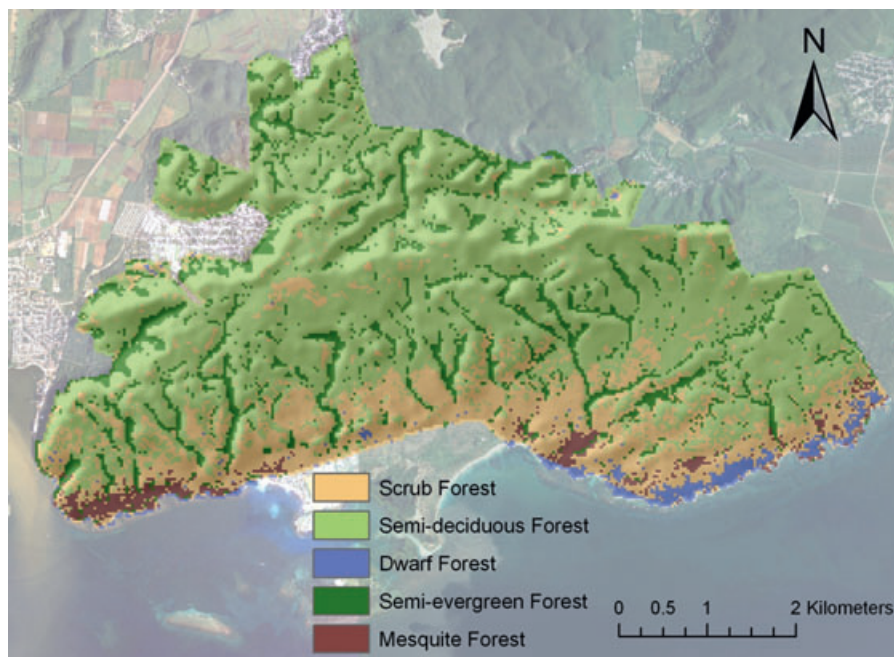 N
Scrub Forest
Semi-deciduous Forest
Dwarf Forest
Semi-evergreen Forest
Mesquite Forest
0 0.5 1 2 Kilometers